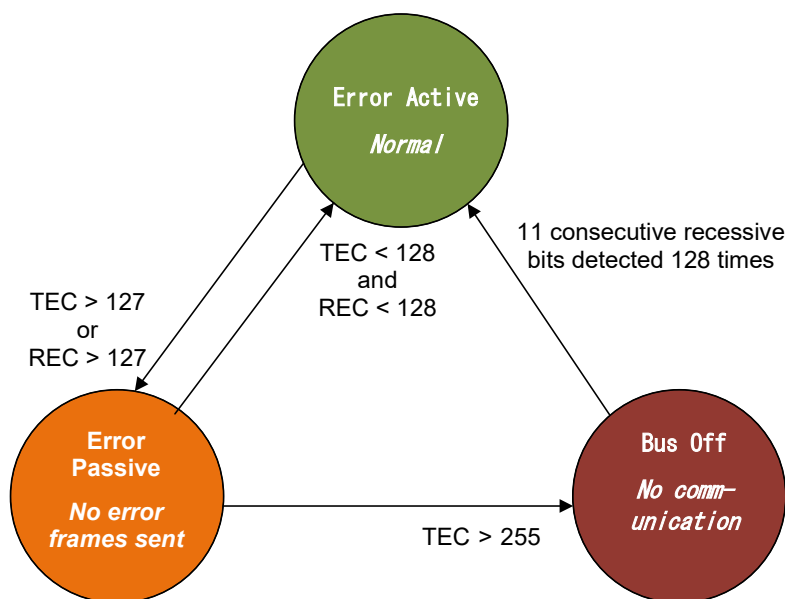 Error Active
Normal
11 consecutive recessive
bits detected 128 times
TEC < 128
and
REC < 128
TEC > 127
or
REC > 127
Error
Passive
No error
frames sent
Bus Off
No comm-
unication
TEC > 255